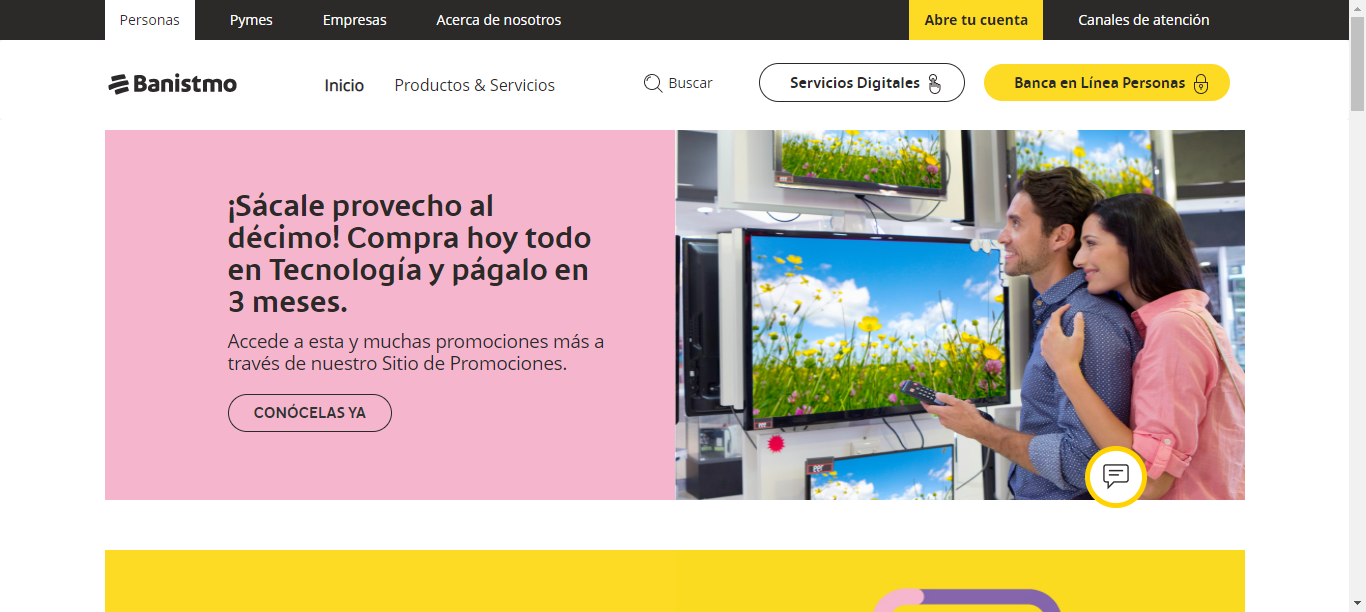 Personas
Pymes
Empresas
Acerca de nosotros
Abre tu cuenta
Canales de atención
Banistmo
Inicio
Productos & Servicios
Buscar
Servicios Digitales
Banca en Línea Personas
¡Sácale provecho al
décimo! Compra hoy todo
en Tecnología y págalo en
3 meses.
Accede a esta y muchas promociones más a
través de nuestro Sitio de Promociones.
CONÓCELAS YA